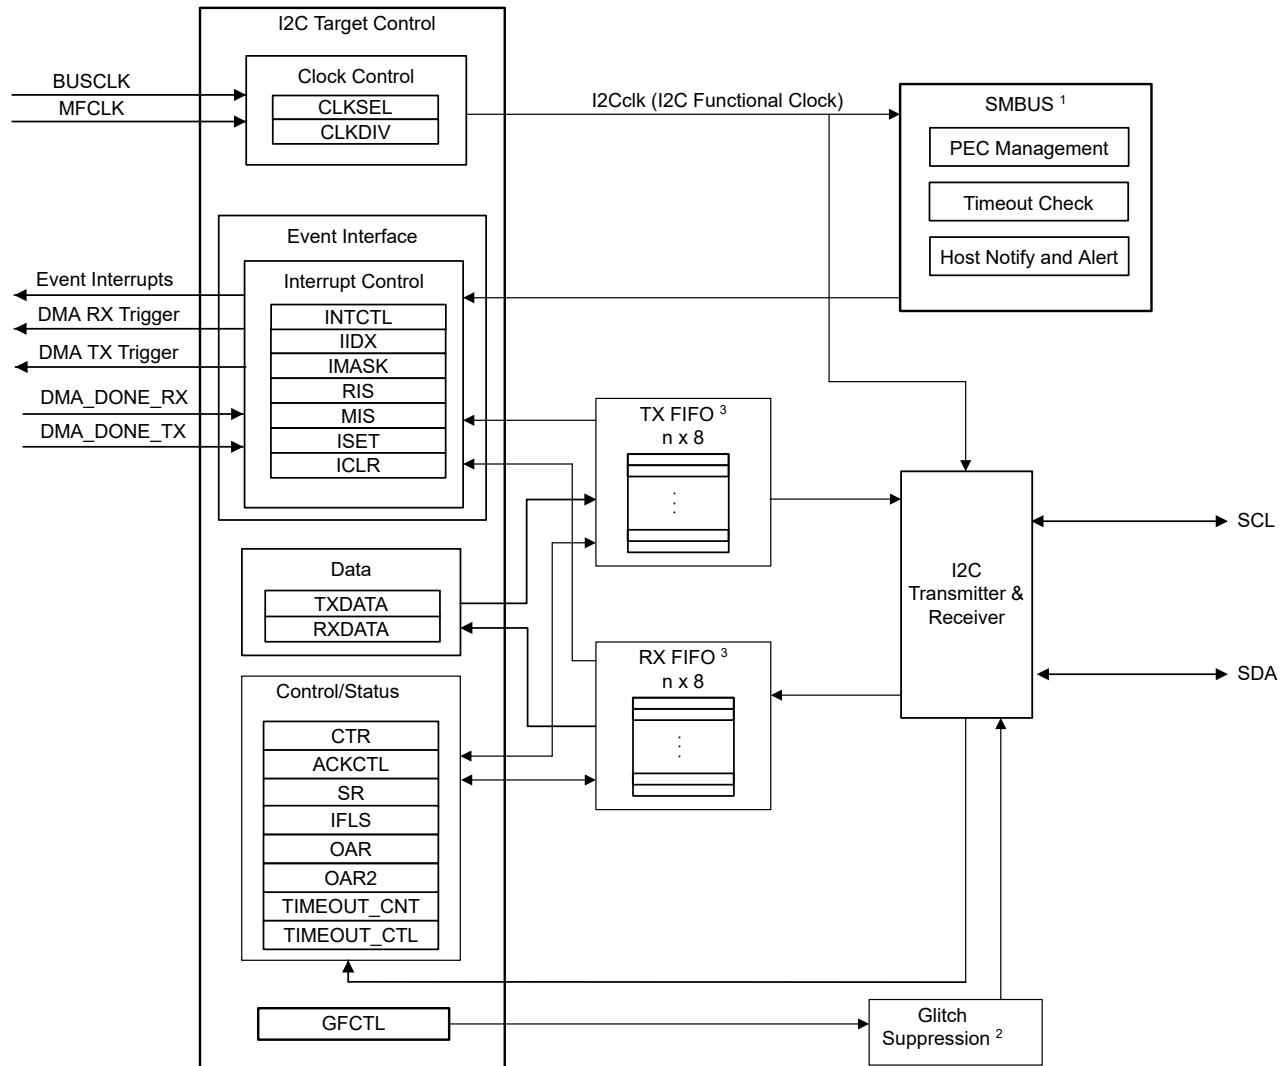 I2C Target Control
Clock Control
CLKSEL
CLKDIV
BUSCLK
MFCLK
I2Cclk (I2C Functional Clock)
SMBUS 1
PEC Management
Timeout Check
Host Notify and Alert
Event Interface
Interrupt Control
INTCTL
IIDX
IMASK
RIS
MIS
ISET
ICLR
Event Interrupts
DMA RX Trigger
DMA TX Trigger
DMA_DONE_RX
DMA_DONE_TX
TX FIFO 3
n x 8
I2C
Transmitter &
Receiver
SCL
SDA
Data
TXDATA
RXDATA
RX FIFO 3
n x 8
Control/Status
CTR
ACKCTL
SR
IFLS
OAR
OAR2
TIMEOUT_CNT
TIMEOUT_CTL
GFCTL
Glitch
Suppression 2